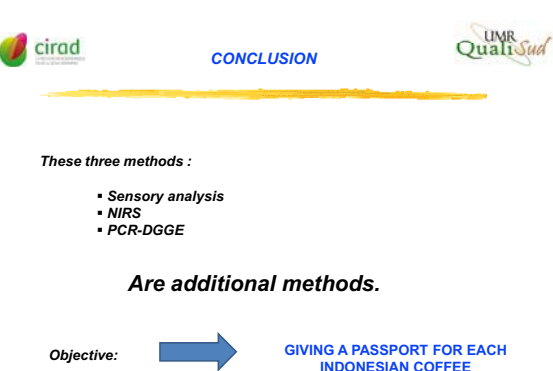 cirad
UMR
QualiSud
CONCLUSION
These three methods :
▪ Sensory analysis
▪ NIRS
▪ PCR-DGGE
Are additional methods.
Objective:
GIVING A PASSPORT FOR EACH
INDONESIAN COFFEE